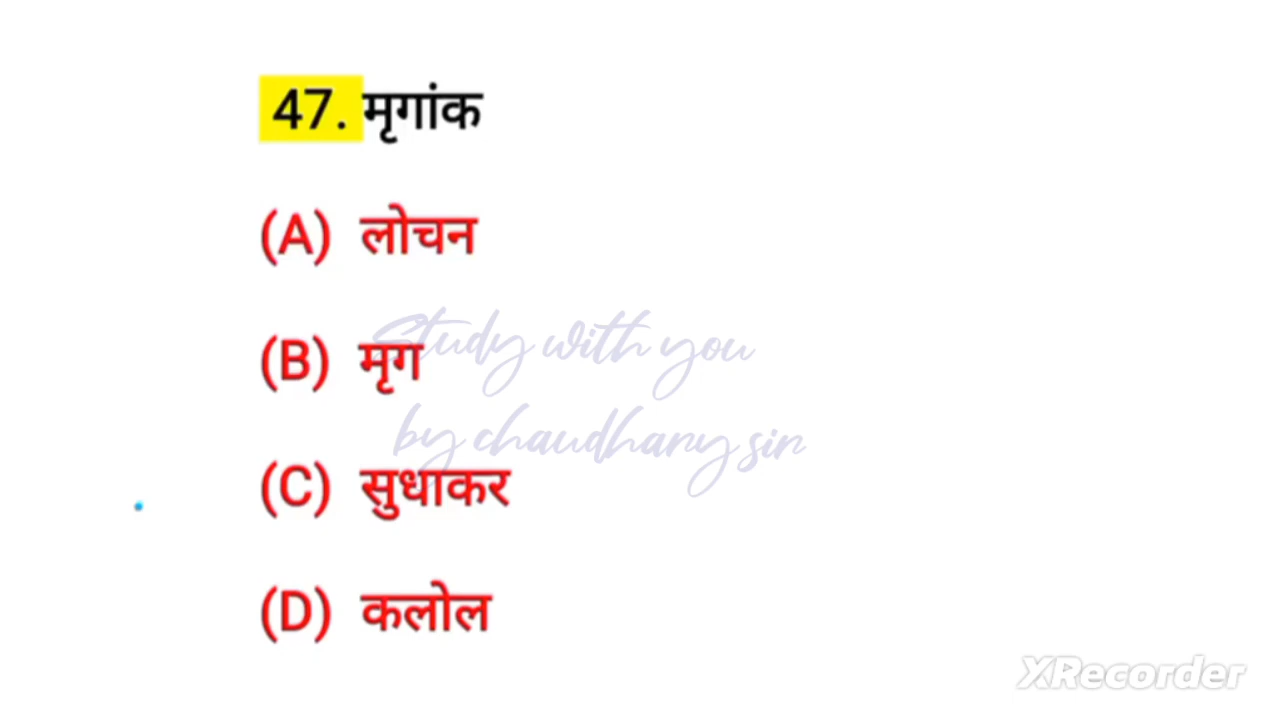 47. मृगांक
(A) लोचन
(B) मृग
(C) सुधाकर
(D) कलोल
Study with you
by chaudhary sir
XRecorder